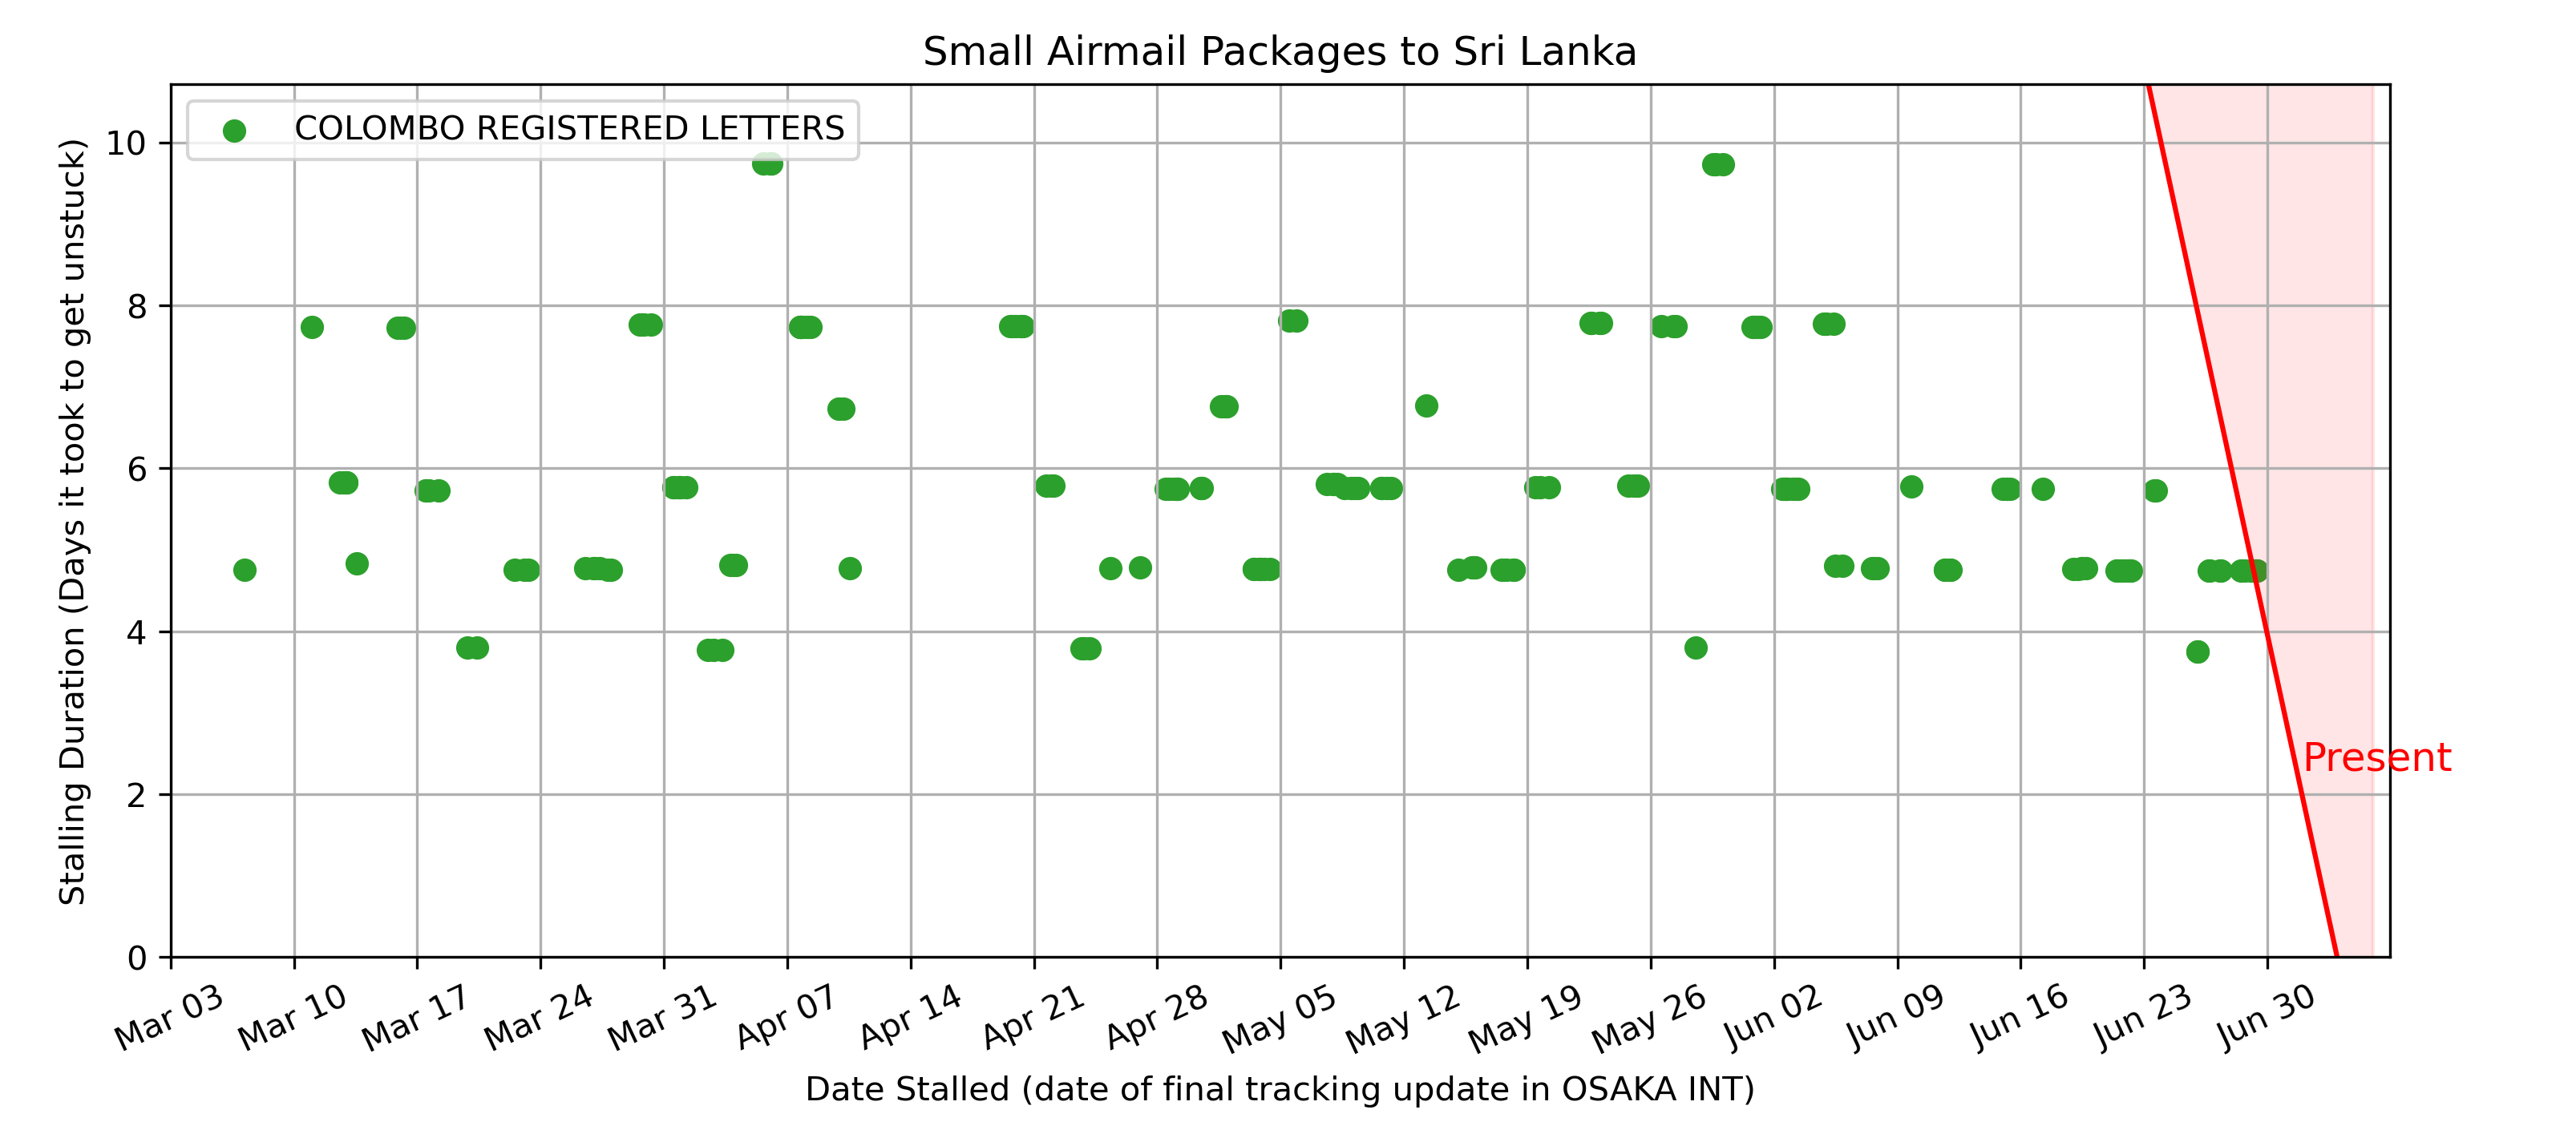 Small Airmail Packages to Sri Lanka
COLOMBO REGISTERED LETTERS
Stalling Duration (Days it took to get unstuck)
10
8
6
4
2
0
Present
Mar 03
Mar 10
Mar 17
Mar 24
Mar 31
Apr 07
Apr 14
Apr 21
Apr 28
May 05
May 12
May 19
May 26
Jun 02
Jun 09
Jun 16
Jun 23
Jun 30
Date Stalled (date of final tracking update in OSAKA INT)